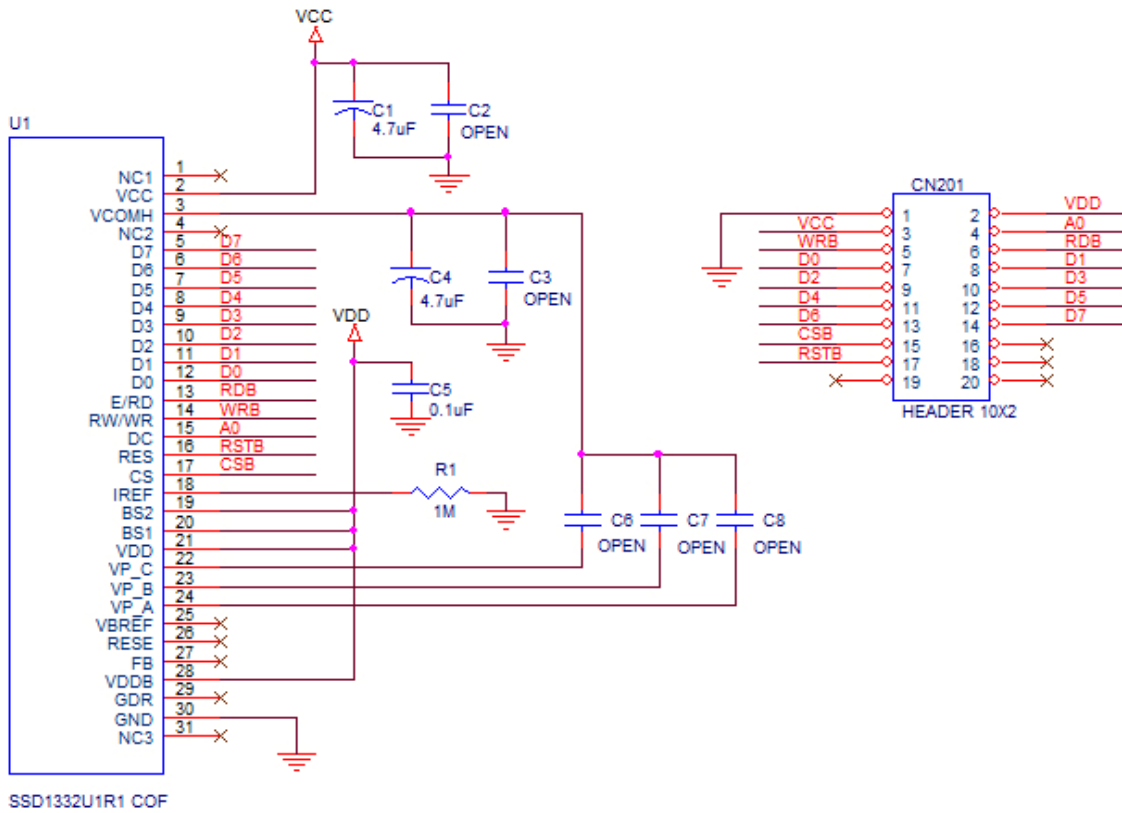 VCC
C1
4.7uF
C2
OPEN
U1
NC1 1
VCC 2
VCOMH 3
NC2 4
D7 5 D7
D6 6 D6
D5 7 D5
D4 8 D4
D3 9 D3
D2 10 D2
D1 11 D1
D0 12 D0
E/RD 13 RDB
RW/WR 14 WRB
DC 15 A0
RES 16 RSTB
CS 17 CSB
IREF 18
BS2 19
BS1 20
VDD 21
VP_C 22
VP_B 23
VP_A 24
VBREF 25
RESE 26
FB 27
VDDB 28
GDR 29
GND 30
NC3 31
SSD1332U1R1 COF
C4
4.7uF
C3
OPEN
VDD
C5
0.1uF
R1
1M
C6
OPEN
C7
OPEN
C8
OPEN
CN201
1 2 VDD
VCC 3 4 A0
WRB 5 6 RDB
D0 7 8 D1
D2 9 10 D3
D4 11 12 D5
D6 13 14 D7
CSB 15 16
RSTB 17 18
19 20
HEADER 10X2